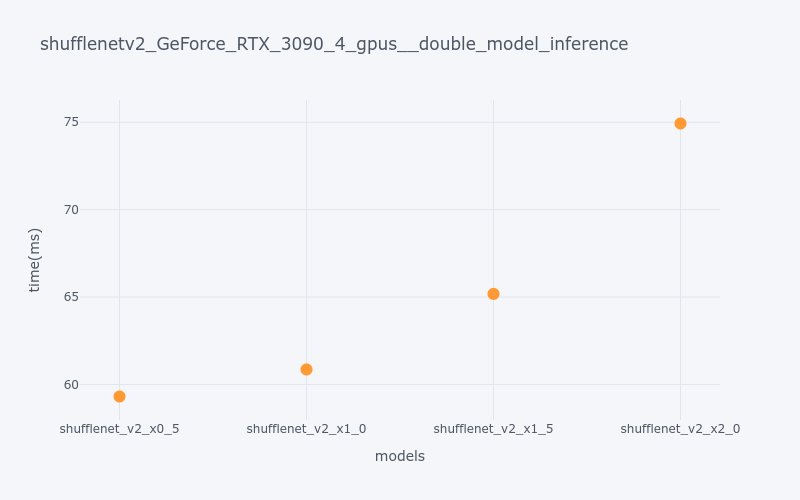 shufflenetv2_GeForce_RTX_3090_4_gpus__double_model_inference
75
70
65
60
time(ms)
shufflenet_v2_x0_5 shufflenet_v2_x1_0 shufflenet_v2_x1_5 shufflenet_v2_x2_0
models